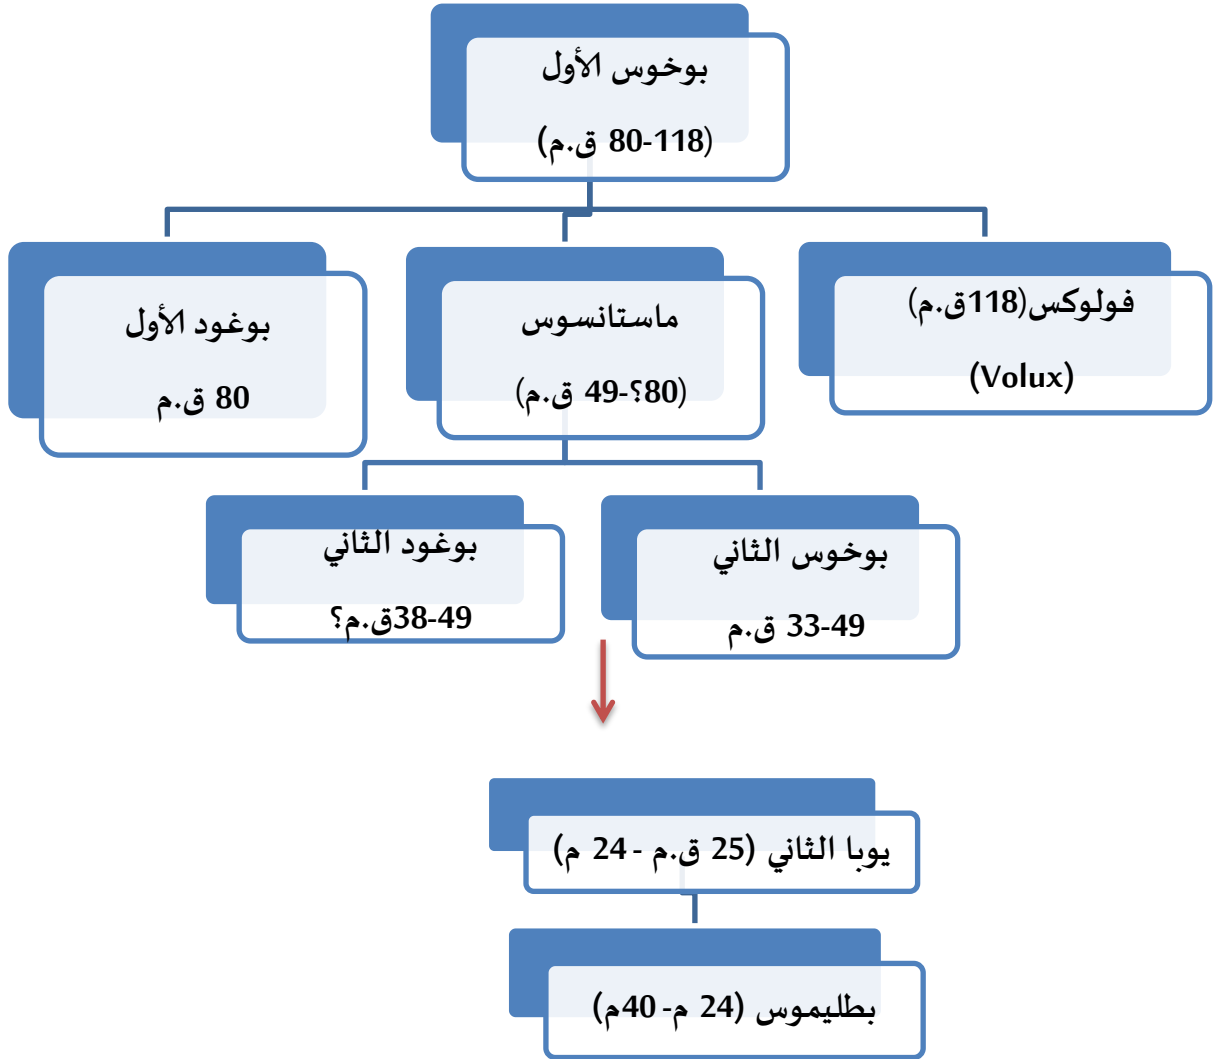 بوخوس الأول
(118-80 ق.م)
فولوكس(118ق.م)
(Volux)
ماستانسوس
(80؟-49 ق.م)
بوغود الأول
80 ق.م
بوخوس الثاني
49-33 ق.م
بوغود الثاني
49-38ق.م؟
يوبا الثاني (25 ق.م - 24 م)
بطليموس (24 م- 40م)